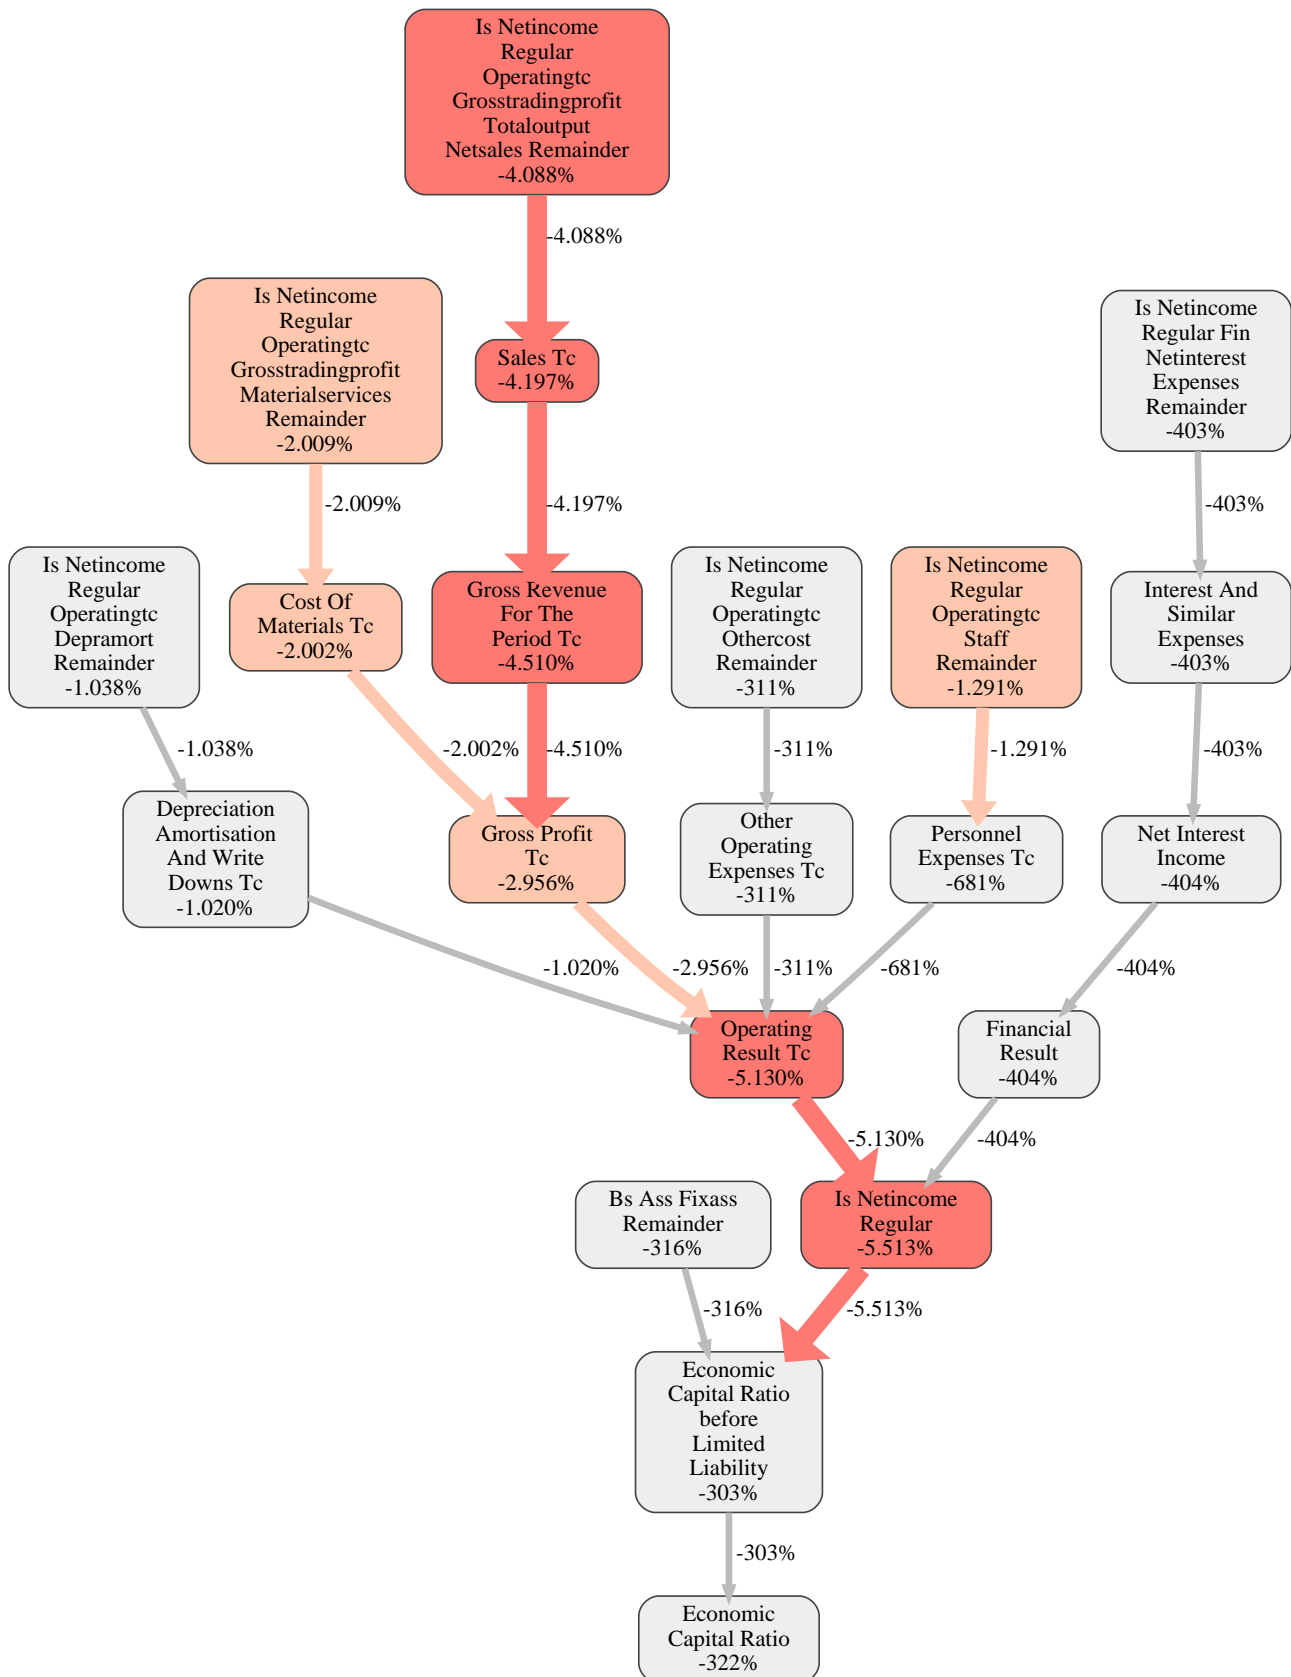 Is Netincome
Regular
Operatingtc
Grosstradingprofit
Totaloutput
Netsales Remainder
-4.088%
-4.088%
Is Netincome
Regular
Operatingtc
Grosstradingprofit
Materialservices
Remainder
-2.009%
Sales Tc
-4.197%
Is Netincome
Regular Fin
Netinterest
Expenses
Remainder
-403%
-2.009%
-4.197%
-403%
Is Netincome
Regular
Operatingtc
Depramort
Remainder
-1.038%
Cost Of
Materials Tc
-2.002%
Gross Revenue
For The
Period Tc
-4.510%
Is Netincome
Regular
Operatingtc
Othercost
Remainder
-311%
Is Netincome
Regular
Operatingtc
Staff
Remainder
-1.291%
Interest And
Similar
Expenses
-403%
-1.038%
-2.002%
-4.510%
-311%
-1.291%
-403%
Depreciation
Amortisation
And Write
Downs Tc
-1.020%
Gross Profit
Tc
-2.956%
Other
Operating
Expenses Tc
-311%
Personnel
Expenses Tc
-681%
Net Interest
Income
-404%
-1.020%
-2.956%
-311%
-681%
-404%
Operating
Result Tc
-5.130%
Financial
Result
-404%
-5.130%
-404%
Bs Ass Fixass
Remainder
-316%
Is Netincome
Regular
-5.513%
-316%
-5.513%
Economic
Capital Ratio
before
Limited
Liability
-303%
-303%
Economic
Capital Ratio
-322%